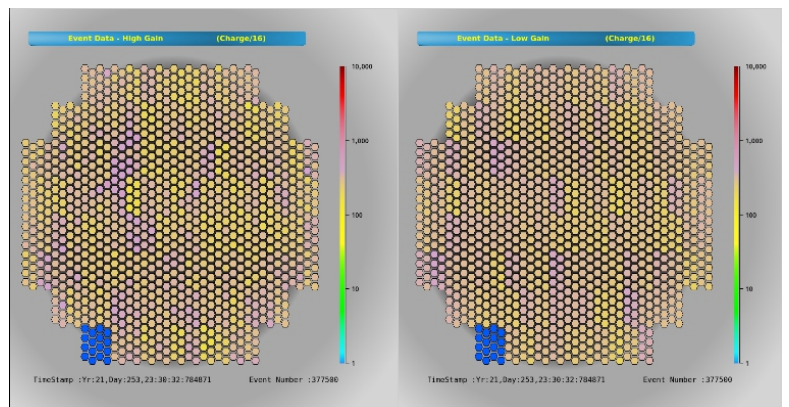 Event Data - High Gain (Charge/16)
10,000
1,000
100
10
1
TimeStamp :Yr:21,Day:253,23:30:32:784871 Event Number :377500
Event Data - Low Gain (Charge/16)
10,000
1,000
100
10
1
TimeStamp :Yr:21,Day:253,23:30:32:784871 Event Number :377500